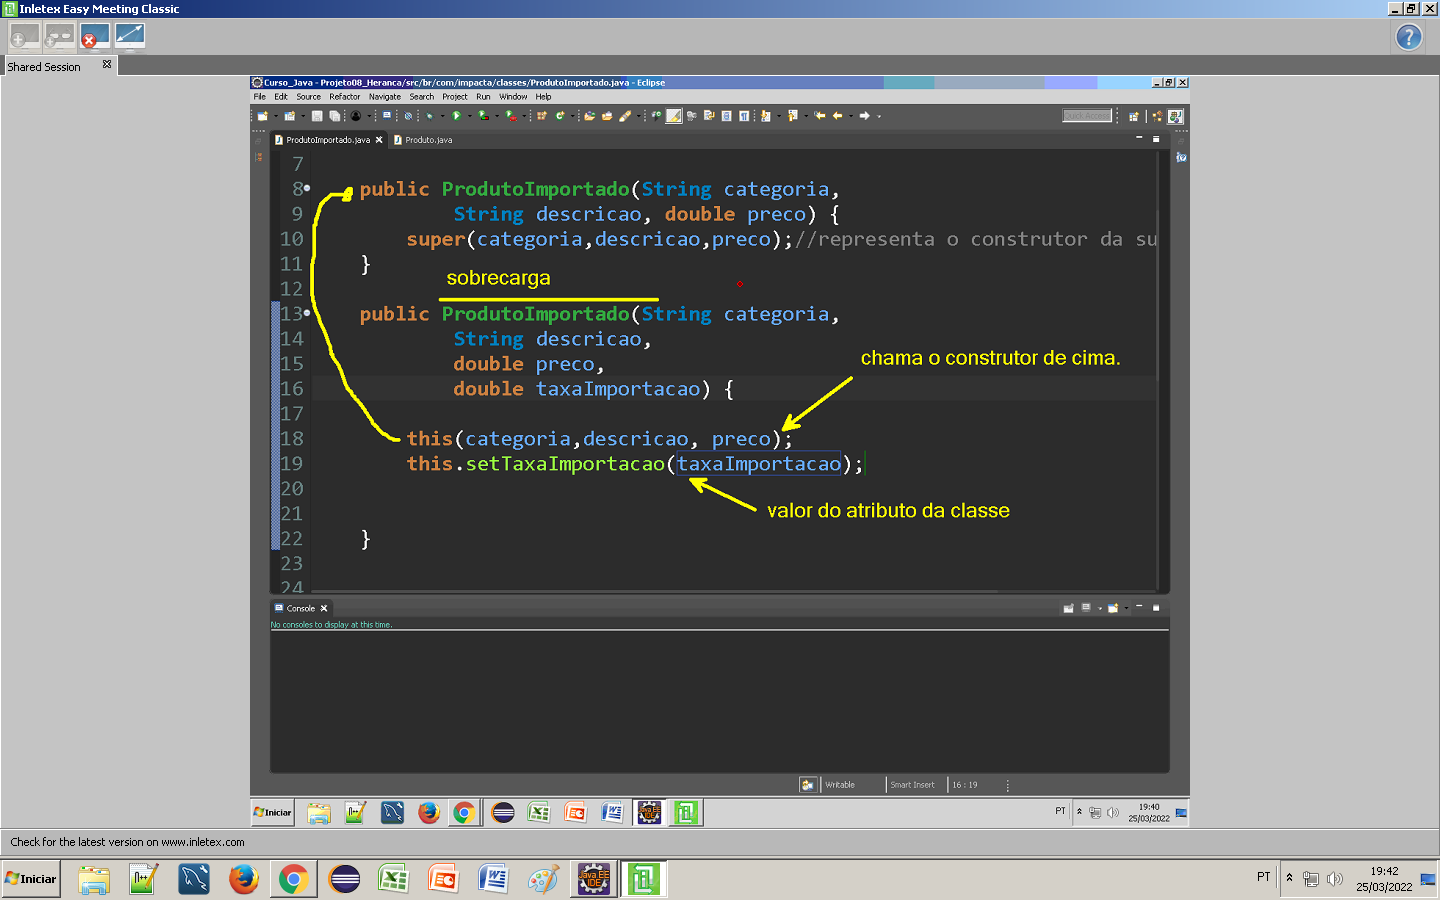 Inletex Easy Meeting Classic
Shared Session
Curso_Java - Projeto08_Heranca/src/br/com/impacta/classes/ProdutoImportado.java - Eclipse
File Edit Source Refactor Navigate Search Project Run Window Help
Quick Access
ProdutoImportado.java Produto.java
7
8 public ProdutoImportado(String categoria,
9 String descricao, double preco) {
10 super(categoria,descricao,preco);//representa o construtor da su
11 }
sobrecarga
12
13 public ProdutoImportado(String categoria,
14 String descricao,
15 double preco,
chama o construtor de cima.
16 double taxaImportacao) {
17
18 this(categoria,descricao, preco);
19 this.setTaxaImportacao(taxaImportacao);
20
valor do atributo da classe
21
22 }
23
24
Console
No consoles to display at this time.
Writable Smart Insert 16 : 19
Iniciar PT 19:40
25/03/2022
Check for the latest version on www.inletex.com
Iniciar PT 19:42
25/03/2022